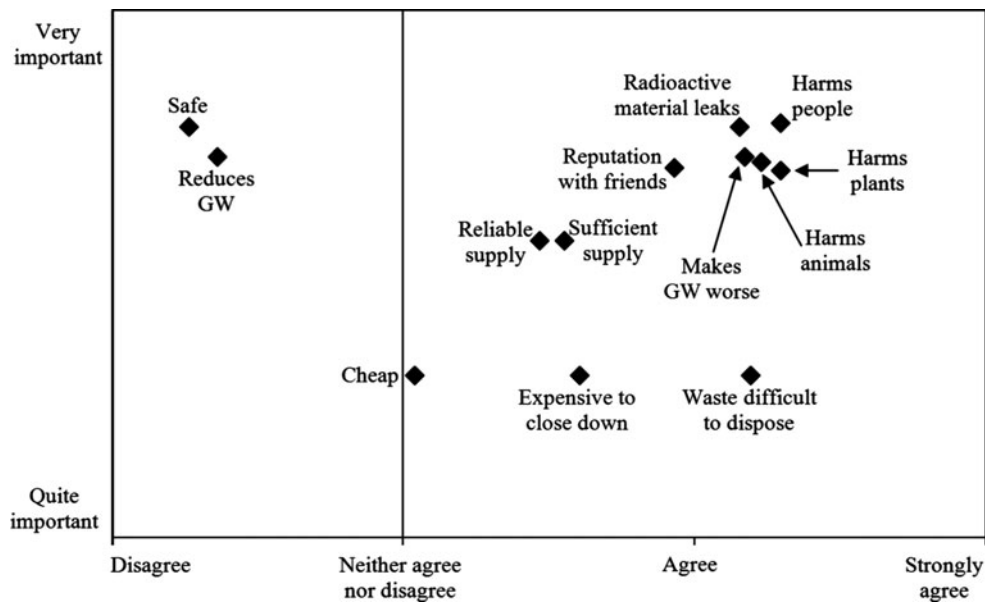 Very
important
Safe
Reduces
GW
Radioactive
material leaks
Harms
people
Reputation
with friends
Harms
plants
Reliable
supply
Sufficient
supply
Harms
animals
Makes
GW worse
Cheap
Expensive to
close down
Waste difficult
to dispose
Quite
important
Disagree
Neither agree
nor disagree
Agree
Strongly
agree